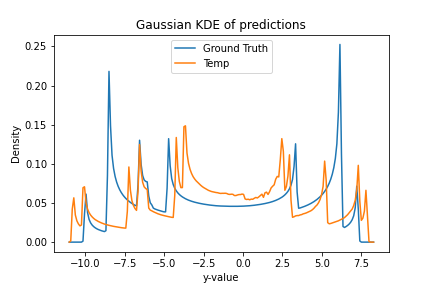 Gaussian KDE of predictions
Ground Truth
Temp
Density
0.25
0.20
0.15
0.10
0.05
0.00
−10.0 −7.5 −5.0 −2.5 0.0 2.5 5.0 7.5
y-value